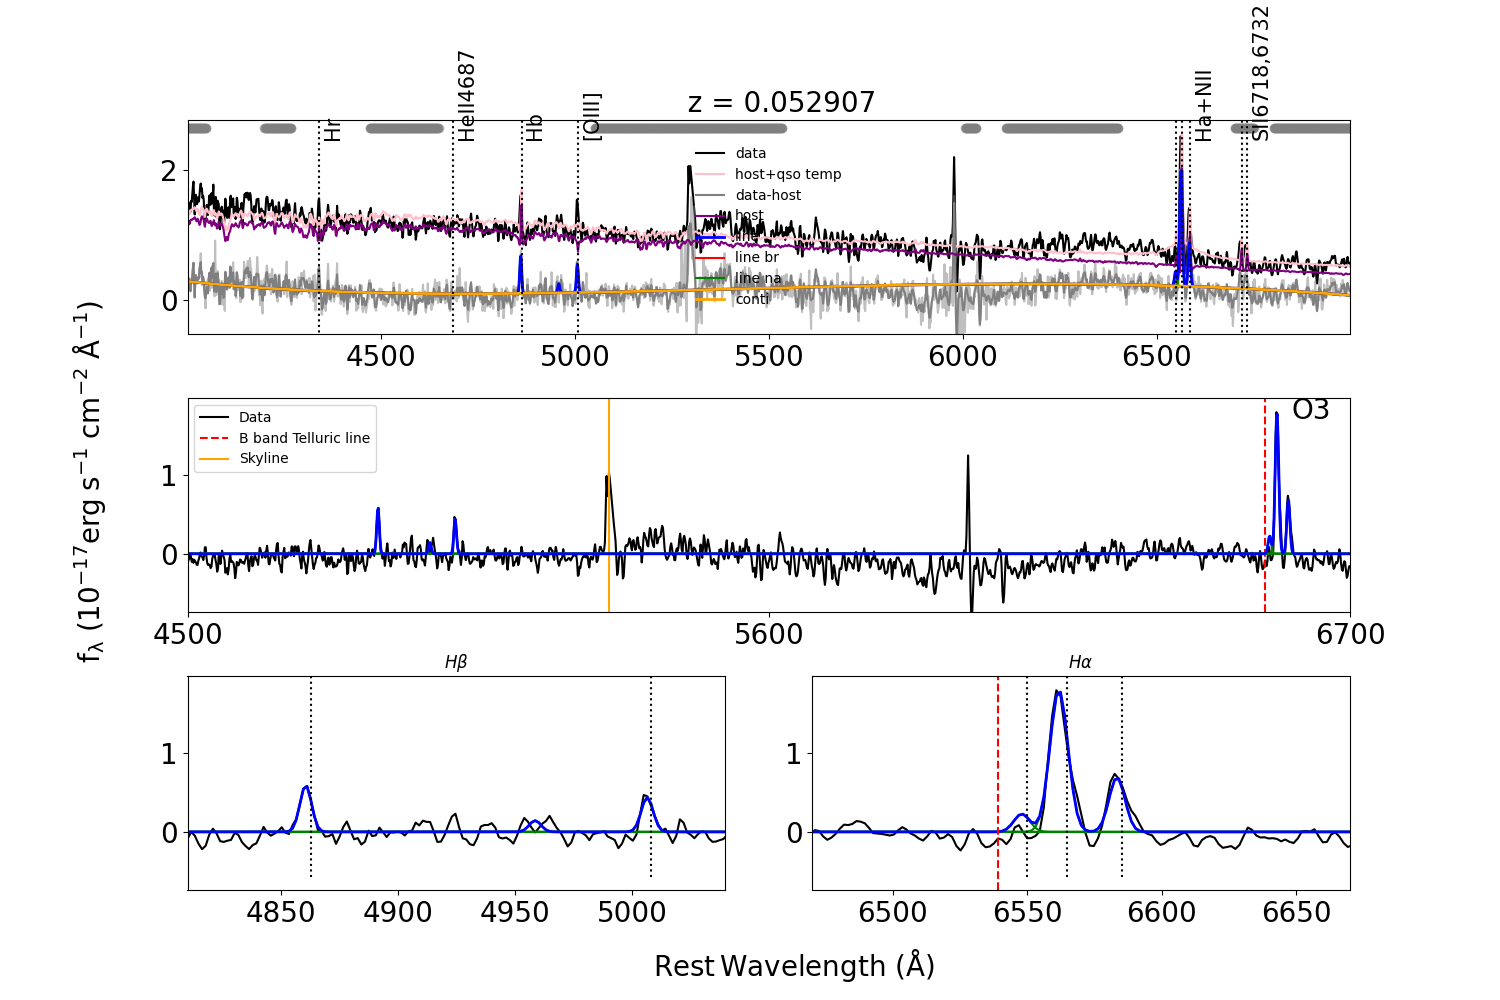 z = 0.052907
Hr
HeII4687
Hb
[OIII]
Ha+NII
SII6718,6732
data
host+qso temp
data-host
host
line
line br
line na
conti
2
0
4500 5000 5500 6000 6500
f_λ (10^{-17}erg s^{-1} cm^{-2} Å^{-1})
Data
B band Telluric line
Skyline
O3
1
0
4500 5600 6700
Hβ
1
0
4850 4900 4950 5000
Hα
1
0
6500 6550 6600 6650
Rest Wavelength (Å)